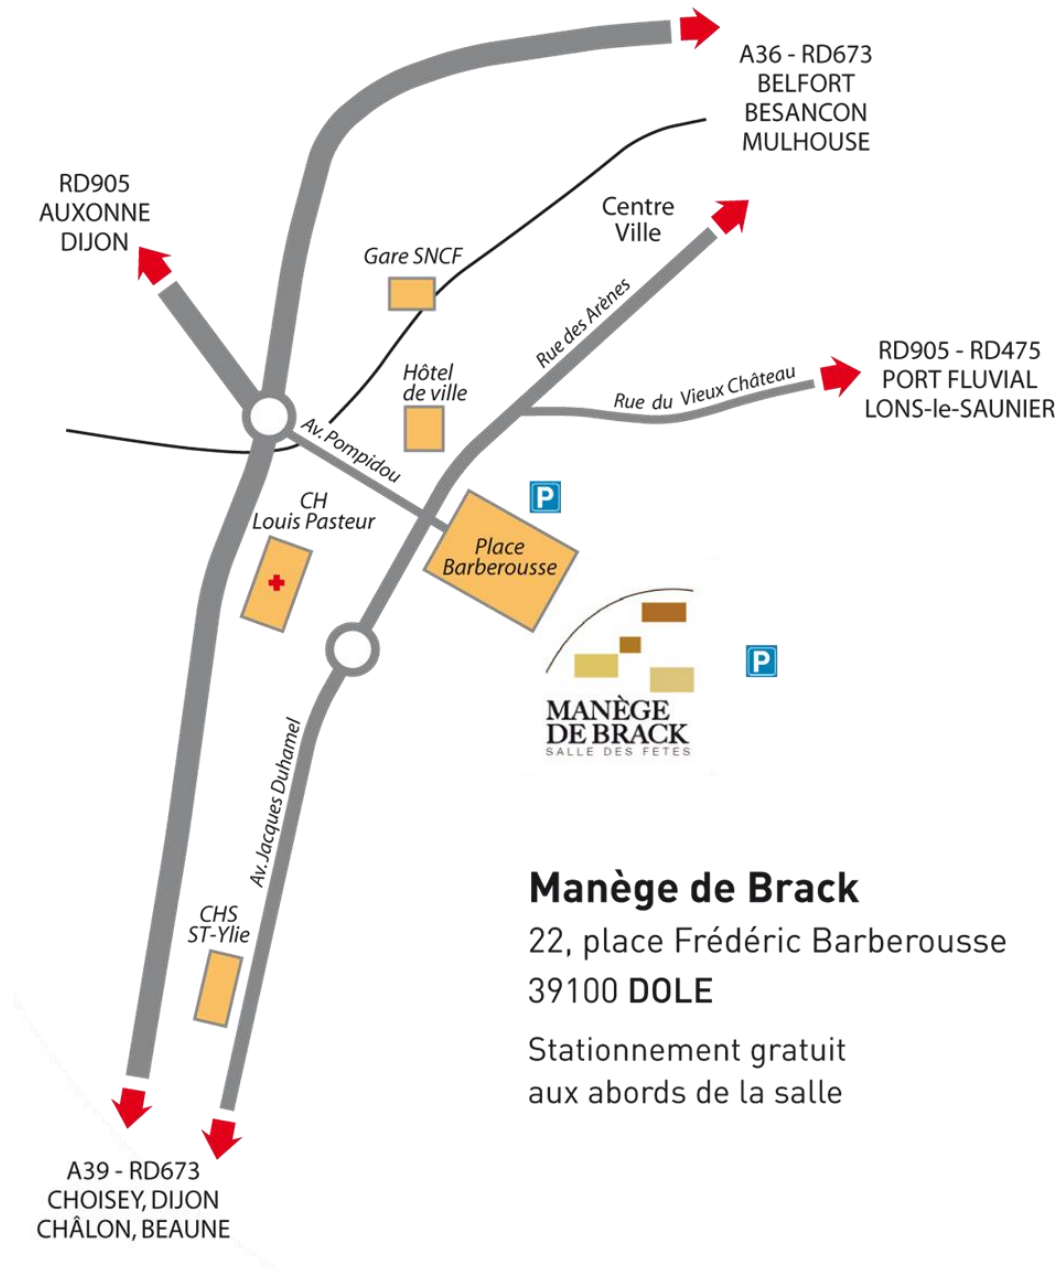 A36 - RD673
BELFORT
BESANCON
MULHOUSE
RD905
AUXONNE
DIJON
Centre
Ville
Gare SNCF
Rue des Arènes
RD905 - RD475
PORT FLUVIAL
LONS-le-SAUNIER
Hôtel
de ville
Rue du Vieux Château
Av. Pompidou
CH
Louis Pasteur
P
Place
Barberousse
P
MANÈGE
DE BRACK
SALLE DES FETES
Av. Jacques Duhamel
Manège de Brack
22, place Frédéric Barberousse
39100 DOLE
Stationnement gratuit
aux abords de la salle
CHS
ST-Ylie
A39 - RD673
CHOISEY, DIJON
CHÂLON, BEAUNE